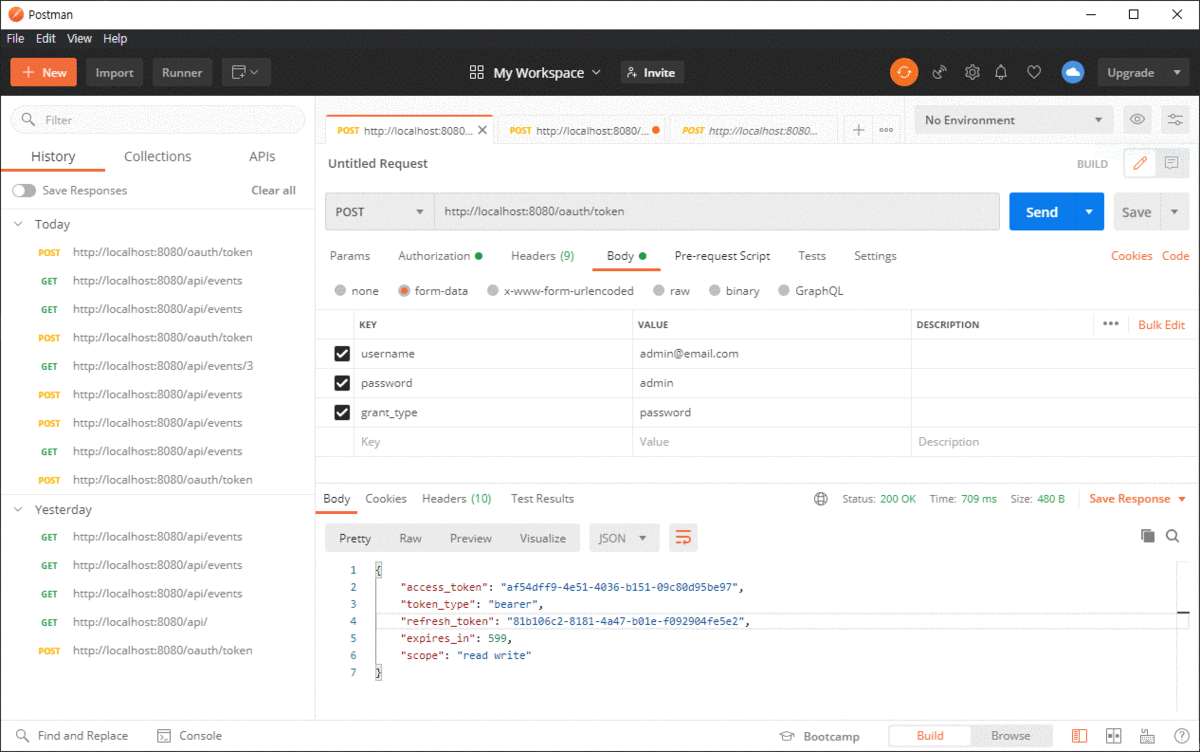 Postman
File Edit View Help
New Import Runner My Workspace Invite Upgrade
Filter
History Collections APIs
Save Responses Clear all
Today
POST http://localhost:8080/oauth/token
GET http://localhost:8080/api/events
GET http://localhost:8080/api/events
POST http://localhost:8080/oauth/token
GET http://localhost:8080/api/events/3
POST http://localhost:8080/api/events
POST http://localhost:8080/api/events
GET http://localhost:8080/api/events
POST http://localhost:8080/oauth/token
Yesterday
GET http://localhost:8080/api/events
GET http://localhost:8080/api/events
GET http://localhost:8080/api/events
GET http://localhost:8080/api/
POST http://localhost:8080/oauth/token
POST http://localhost:8080... POST http://localhost:8080/... POST http://localhost:8080... No Environment
Untitled Request BUILD
POST http://localhost:8080/oauth/token Send Save
Params Authorization Headers (9) Body Pre-request Script Tests Settings Cookies Code
none form-data x-www-form-urlencoded raw binary GraphQL
KEY VALUE DESCRIPTION Bulk Edit
username admin@email.com
password admin
grant_type password
Key Value Description
Body Cookies Headers (10) Test Results Status: 200 OK Time: 709 ms Size: 480 B Save Response
Pretty Raw Preview Visualize JSON
1 {
2 "access_token": "af54dff9-4e51-4036-b151-09c80d95be97",
3 "token_type": "bearer",
4 "refresh_token": "81b106c2-8181-4a47-b01e-f092904fe5e2",
5 "expires_in": 599,
6 "scope": "read write"
7 }
Find and Replace Console Bootcamp Build Browse